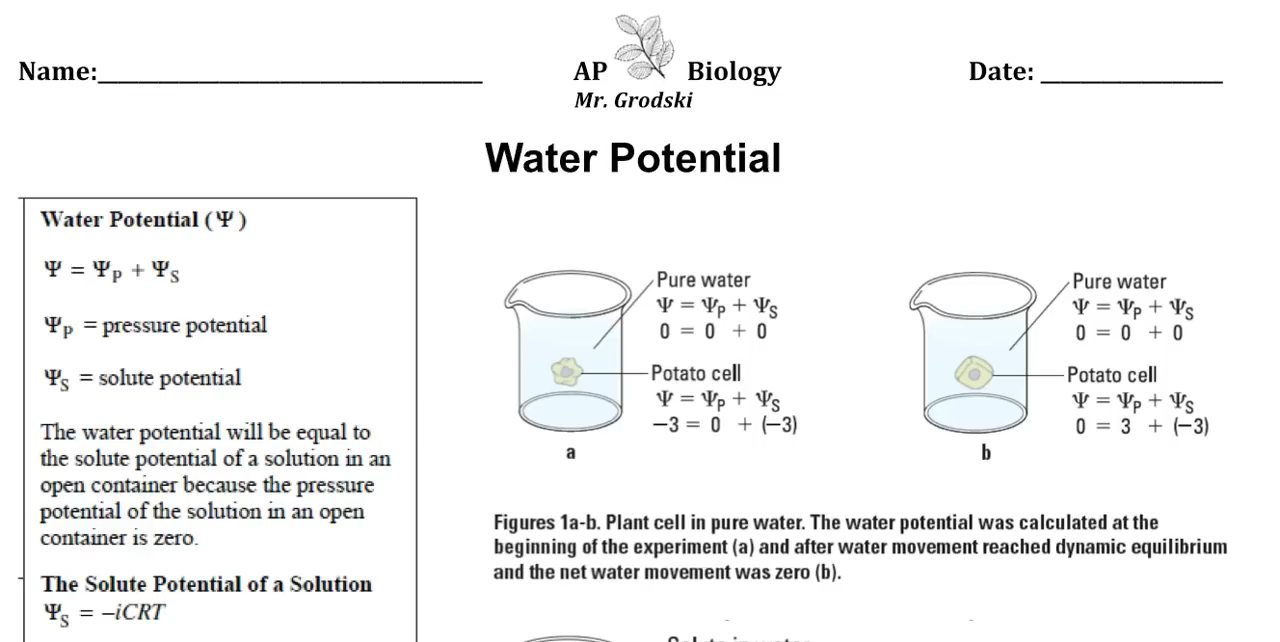 Name:________________________________ AP Biology Date: _______________
Mr. Grodski
Water Potential
Water Potential (Ψ)
Ψ = ΨP + ΨS
ΨP = pressure potential
ΨS = solute potential
The water potential will be equal to
the solute potential of a solution in an
open container because the pressure
potential of the solution in an open
container is zero.
The Solute Potential of a Solution
ΨS = –iCRT
Pure water
Ψ = ΨP + ΨS
0 = 0 + 0
Potato cell
Ψ = ΨP + ΨS
−3 = 0 + (−3)
a
Pure water
Ψ = ΨP + ΨS
0 = 0 + 0
Potato cell
Ψ = ΨP + ΨS
0 = 3 + (−3)
b
Figures 1a-b. Plant cell in pure water. The water potential was calculated at the
beginning of the experiment (a) and after water movement reached dynamic equilibrium
and the net water movement was zero (b).